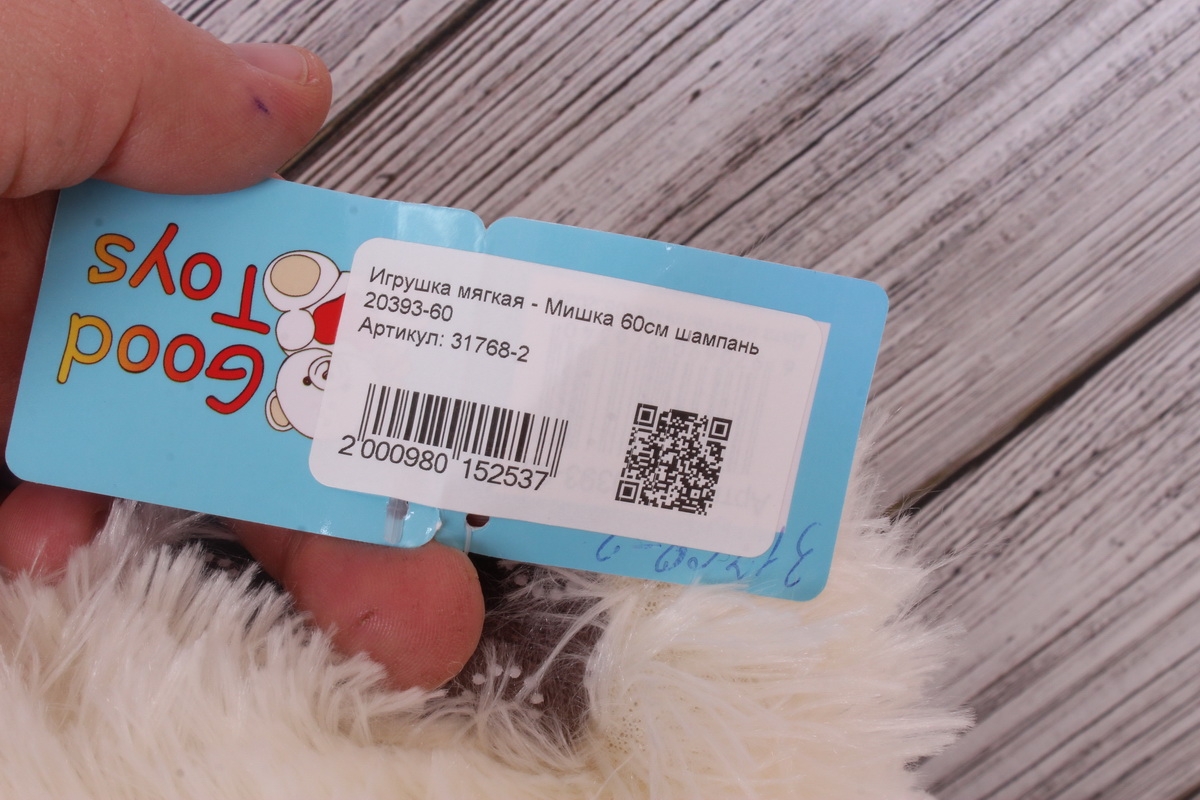 Good
Toys
Игрушка мягкая - Мишка 60см шампань
20393-60
Артикул: 31768-2
2 000980 152537